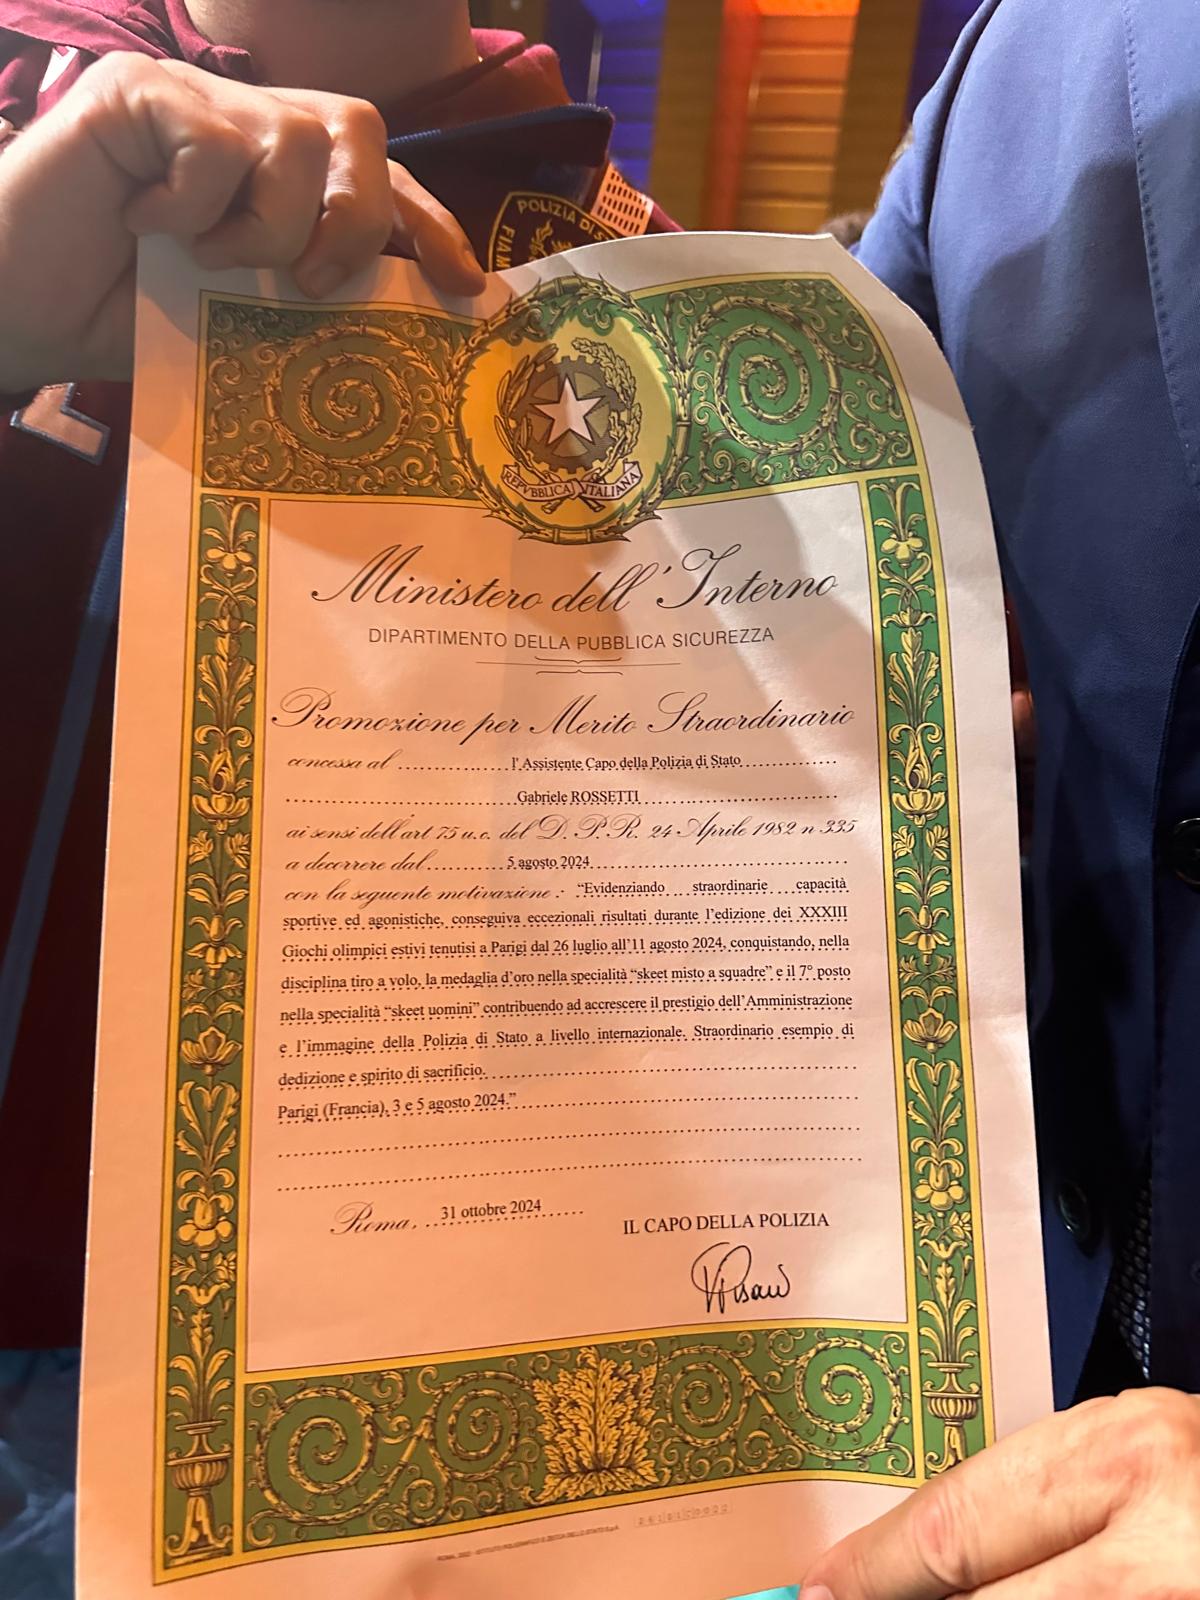 POLIZIA DI S
FIAM
REPVBBLICA ITALIANA
Ministero dell'Interno
DIPARTIMENTO DELLA PUBBLICA SICUREZZA
Promozione per Merito Straordinario
concessa al l'Assistente Capo della Polizia di Stato
Gabriele ROSSETTI
ai sensi dell'art 75 u.c. del D.P.R. 24 Aprile 1982 n 335
a decorrere dal 5 agosto 2024
con la seguente motivazione.: “Evidenziando straordinarie capacità
sportive ed agonistiche, conseguiva eccezionali risultati durante l’edizione dei XXXIII
Giochi olimpici estivi tenutisi a Parigi dal 26 luglio all’11 agosto 2024, conquistando, nella
disciplina tiro a volo, la medaglia d’oro nella specialità “skeet misto a squadre” e il 7° posto
nella specialità “skeet uomini” contribuendo ad accrescere il prestigio dell’Amministrazione
e l’immagine della Polizia di Stato a livello internazionale. Straordinario esempio di
dedizione e spirito di sacrificio.
Parigi (Francia), 3 e 5 agosto 2024.”
Roma, 31 ottobre 2024
IL CAPO DELLA POLIZIA